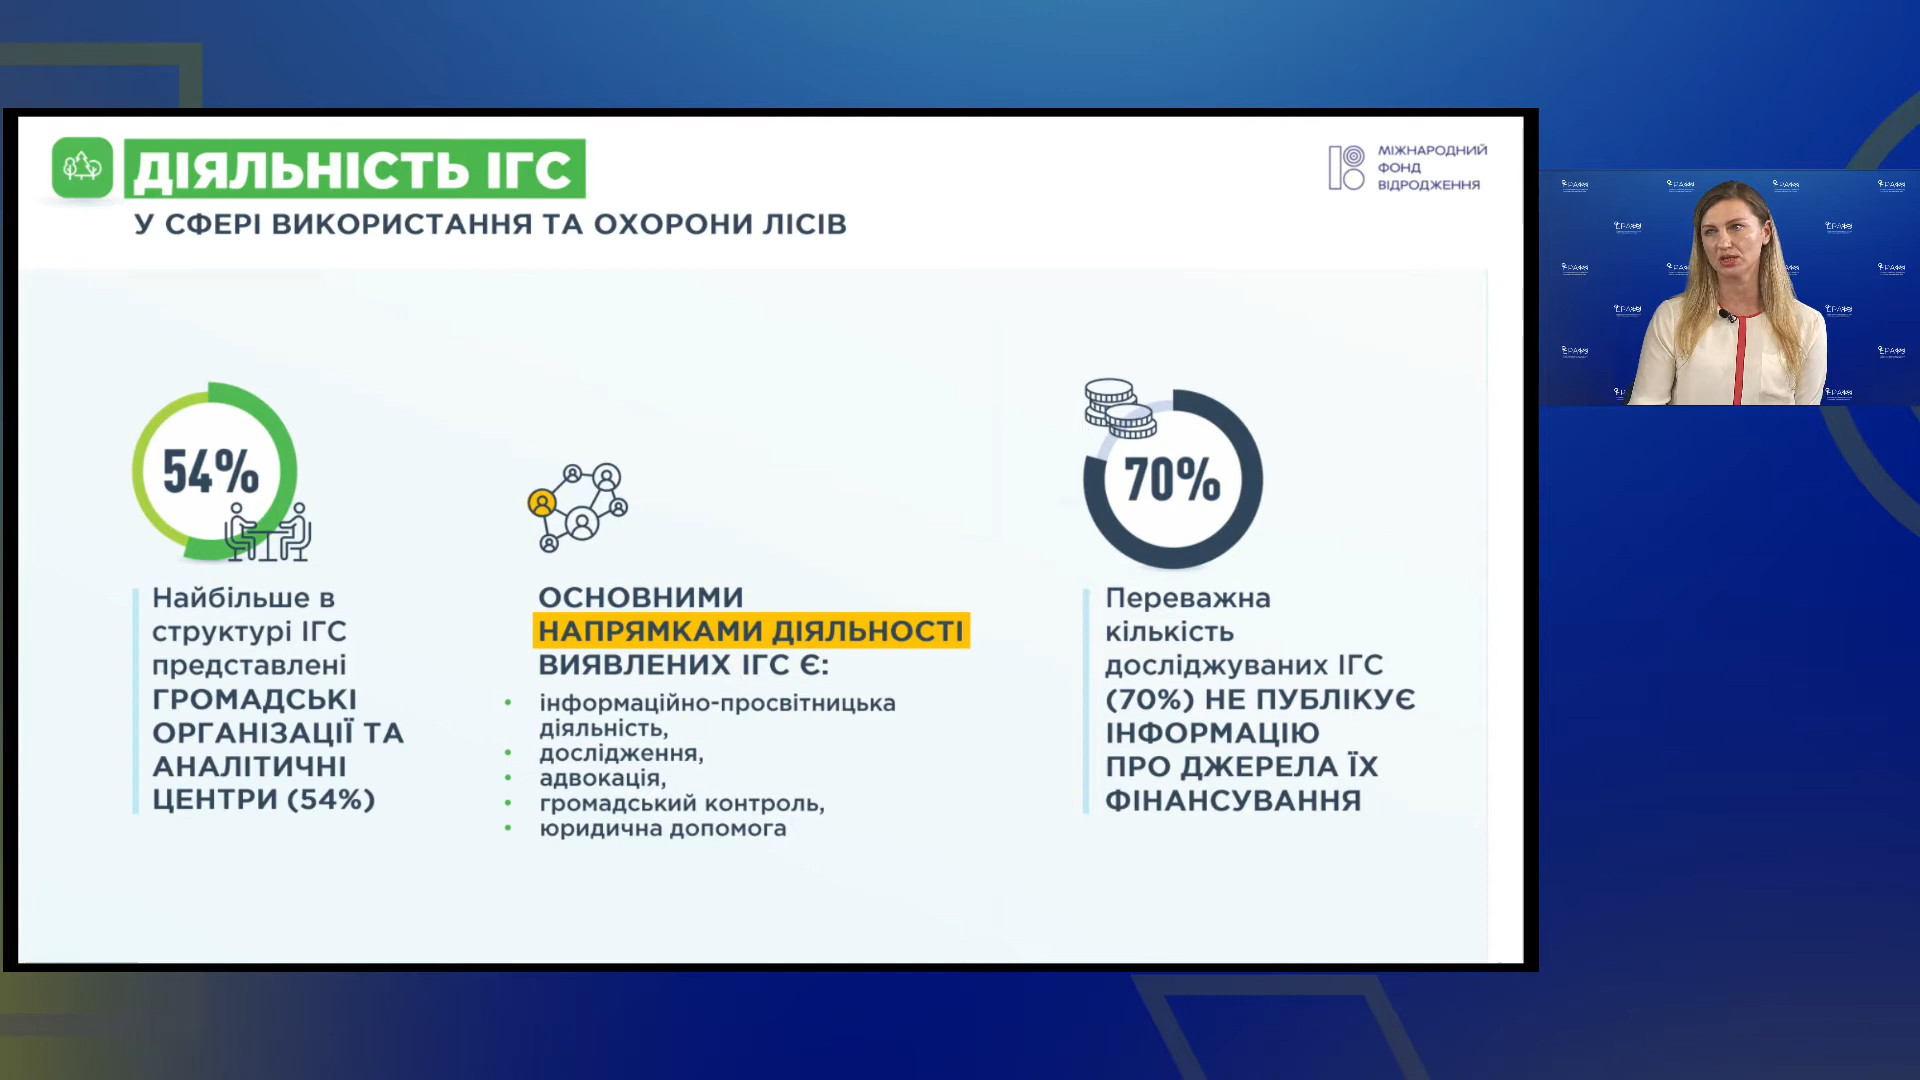 ДІЯЛЬНІСТЬ ІГС
У СФЕРІ ВИКОРИСТАННЯ ТА ОХОРОНИ ЛІСІВ
МІЖНАРОДНИЙ
ФОНД
ВІДРОДЖЕННЯ
54%
Найбільше в
структурі ІГС
представлені
ГРОМАДСЬКІ
ОРГАНІЗАЦІЇ ТА
АНАЛІТИЧНІ
ЦЕНТРИ (54%)
ОСНОВНИМИ
НАПРЯМКАМИ ДІЯЛЬНОСТІ
ВИЯВЛЕНИХ ІГС Є:
• інформаційно-просвітницька
діяльність,
• дослідження,
• адвокація,
• громадський контроль,
• юридична допомога
70%
Переважна
кількість
досліджуваних ІГС
(70%) НЕ ПУБЛІКУЄ
ІНФОРМАЦІЮ
ПРО ДЖЕРЕЛА ЇХ
ФІНАНСУВАННЯ